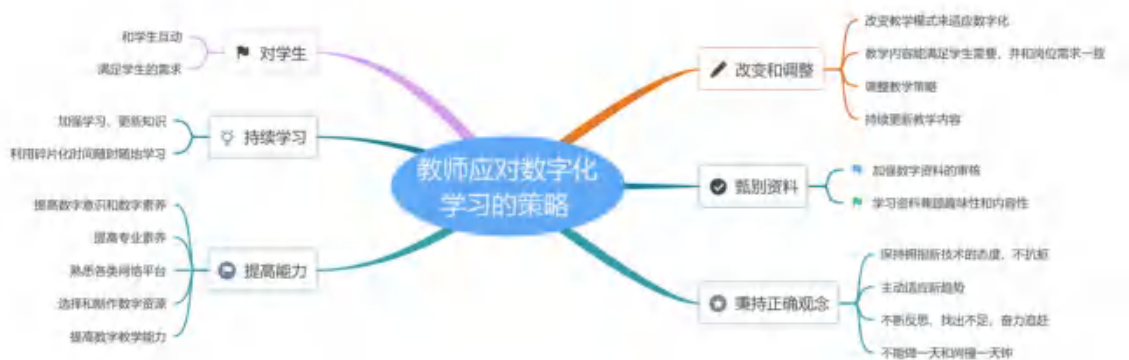 教师应对数字化
学习的策略
对学生
和学生互动
满足学生的需求
持续学习
加强学习、更新知识
利用碎片化时间随时随地学习
提高能力
提高数字意识和数字素养
提高专业素养
熟悉各类网络平台
选择和制作数字资源
提高数字教学能力
改变和调整
改变教学模式来适应数字化
教学内容能满足学生需要，并和岗位需求一致
调整教学策略
持续更新教学内容
甄别资料
加强数字资料的审核
学习资料兼顾趣味性和内容性
秉持正确观念
保持拥抱新技术的态度、不抗拒
主动适应新趋势
不断反思、找出不足，奋力追赶
不能做一天和尚撞一天钟